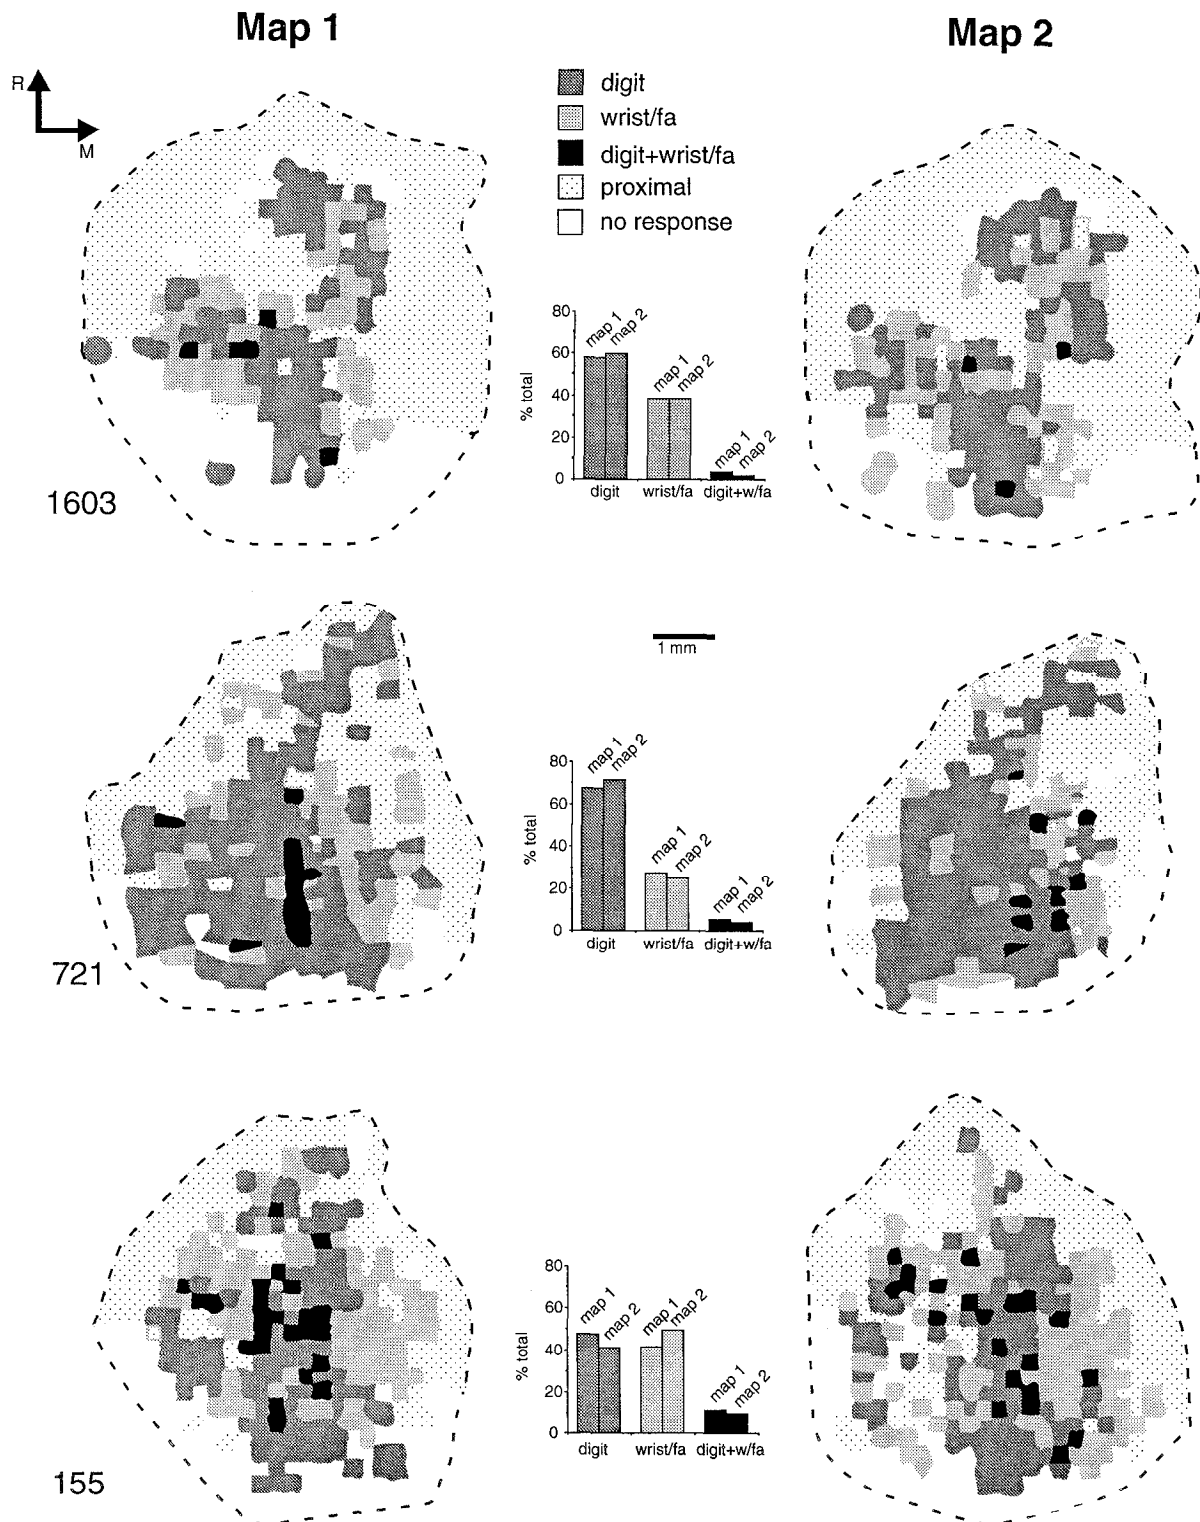 Map 1
Map 2
R
M
digit
wrist/fa
digit+wrist/fa
proximal
no response
1603
80
60
40
20
0
% total
map 1
map 2
map 1
map 2
map 1
map 2
digit
wrist/fa
digit+w/fa
1 mm
721
80
60
40
20
0
% total
map 1
map 2
map 1
map 2
map 1
map 2
digit
wrist/fa
digit+w/fa
155
80
60
40
20
0
% total
map 1
map 2
map 1
map 2
map 1
map 2
digit
wrist/fa
digit+w/fa